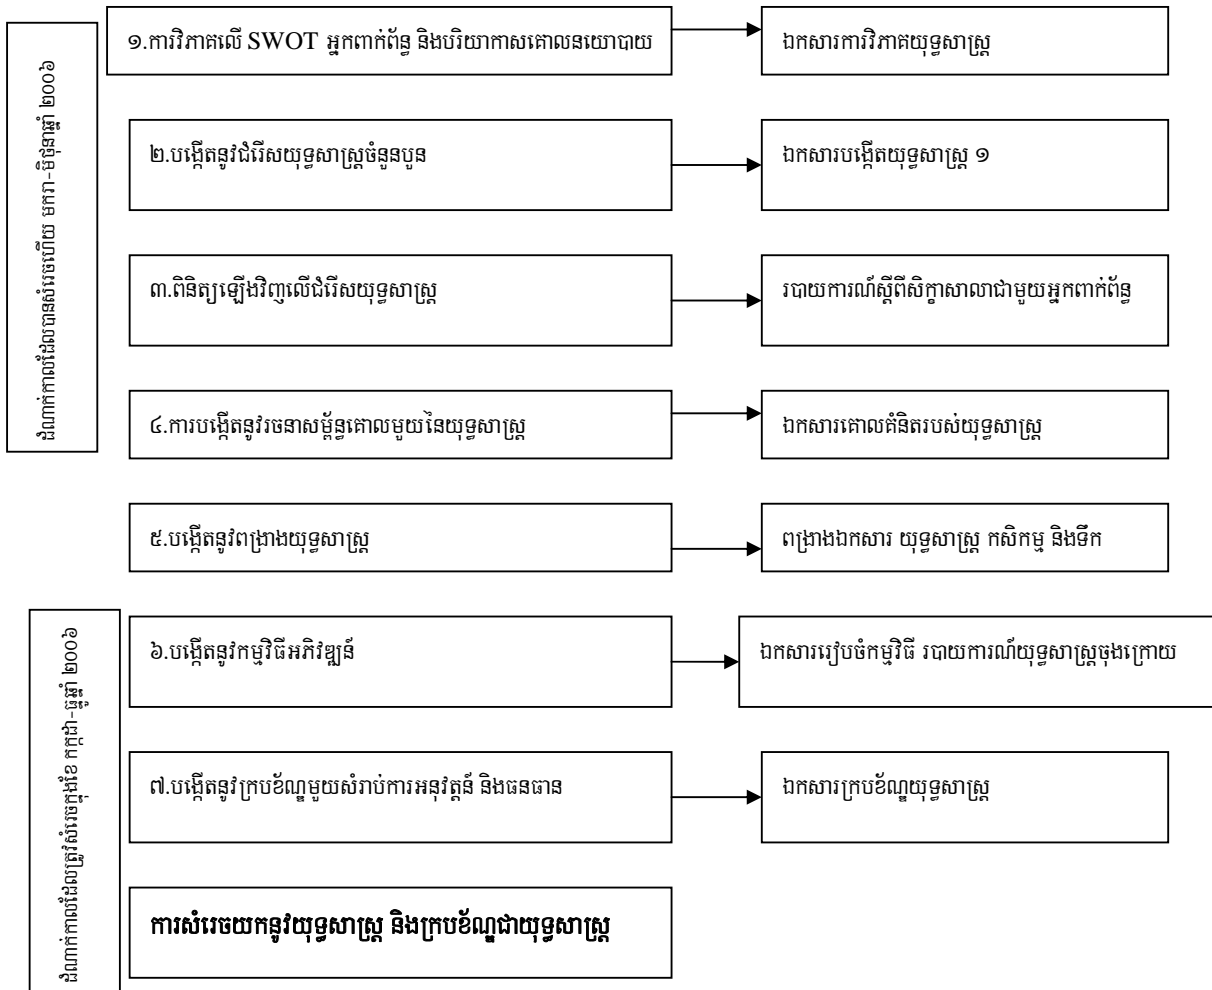 ដំណាក់កាលដែលបានសំរេចហើយ មករា-មិថុនាឆ្នាំ ២០០៦
១.ការវិភាគលើ SWOT អ្នកពាក់ព័ន្ធ និងបរិយាកាសគោលនយោបាយ
ឯកសារការវិភាគយុទ្ធសាស្ត្រ
២.បង្កើតនូវជំរើសយុទ្ធសាស្ត្រចំនួនបួន
ឯកសារបង្កើតយុទ្ធសាស្ត្រ ១
៣.ពិនិត្យឡើងវិញលើជំរើសយុទ្ធសាស្ត្រ
របាយការណ៍ស្តីពីសិក្ខាសាលាជាមួយអ្នកពាក់ព័ន្ធ
៤.ការបង្កើតនូវរចនាសម្ព័ន្ធគោលមួយនៃយុទ្ធសាស្ត្រ
ឯកសារគោលគំនិតរបស់យុទ្ធសាស្ត្រ
៥.បង្កើតនូវពង្រាងយុទ្ធសាស្ត្រ
ពង្រាងឯកសារ យុទ្ធសាស្ត្រ កសិកម្ម និងទឹក
ដំណាក់កាលដែលត្រូវសំរេចក្នុងខែ កក្កដា-ធ្នូឆ្នាំ ២០០៦
៦.បង្កើតនូវកម្មវិធីអភិវឌ្ឍន៍
ឯកសាររៀបចំកម្មវិធី របាយការណ៍យុទ្ធសាស្ត្រចុងក្រោយ
៧.បង្កើតនូវក្របខ័ណ្ឌមួយសំរាប់ការអនុវត្តន៍ និងធនធាន
ឯកសារក្របខ័ណ្ឌយុទ្ធសាស្ត្រ
ការសំរេចយកនូវយុទ្ធសាស្ត្រ និងក្របខ័ណ្ឌជាយុទ្ធសាស្ត្រ